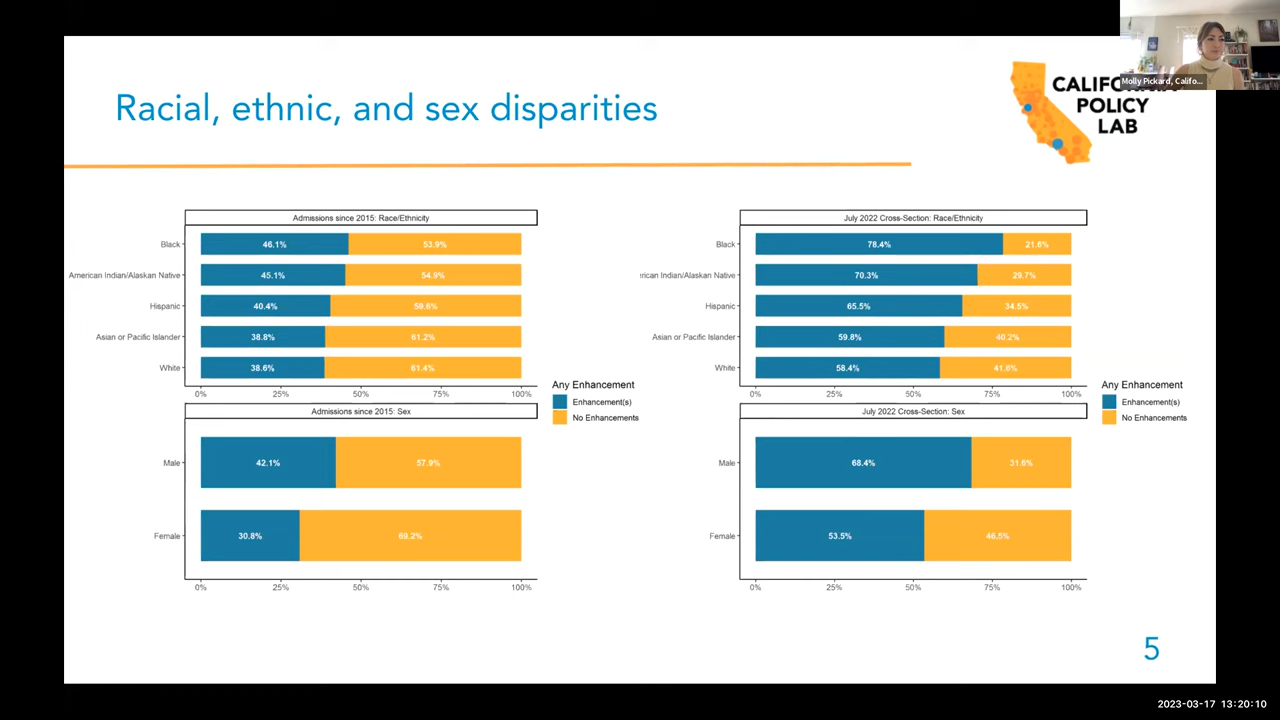 Molly Pickard, Califo...
Racial, ethnic, and sex disparities
POLICY
LAB
Admissions since 2015: Race/Ethnicity
Black
46.1%
53.9%
American Indian/Alaskan Native
45.1%
54.9%
Hispanic
40.4%
59.6%
Asian or Pacific Islander
38.8%
61.2%
White
38.6%
61.4%
0%
25%
50%
75%
100%
Admissions since 2015: Sex
Male
42.1%
57.9%
Female
30.8%
69.2%
0%
25%
50%
75%
100%
Any Enhancement
Enhancement(s)
No Enhancements
July 2022 Cross-Section: Race/Ethnicity
Black
78.4%
21.6%
rican Indian/Alaskan Native
70.3%
29.7%
Hispanic
65.5%
34.5%
Asian or Pacific Islander
59.8%
40.2%
White
58.4%
41.6%
0%
25%
50%
75%
100%
July 2022 Cross-Section: Sex
Male
68.4%
31.6%
Female
53.5%
46.5%
0%
25%
50%
75%
100%
Any Enhancement
Enhancement(s)
No Enhancements
5
2023-03-17 13:20:10